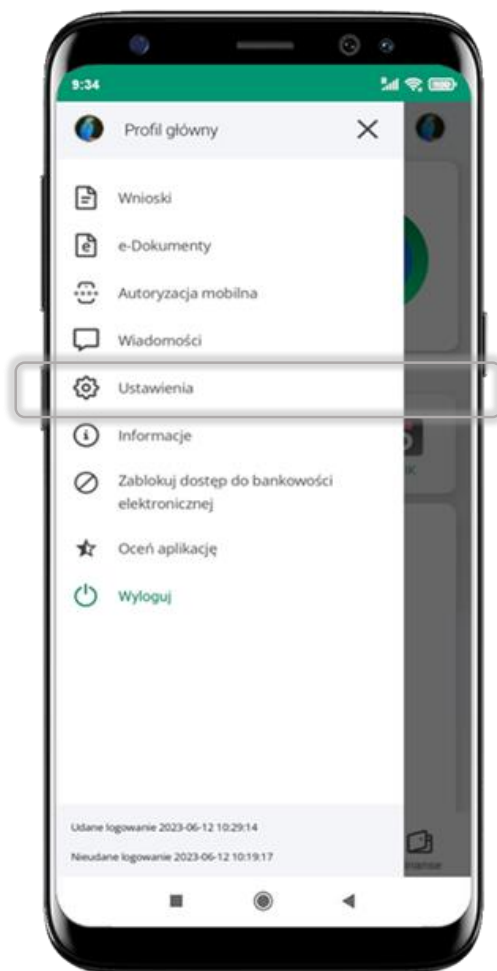 9:34
Profil główny
Wnioski
e-Dokumenty
Autoryzacja mobilna
Wiadomości
Ustawienia
Informacje
Zablokuj dostęp do bankowości
elektronicznej
Oceń aplikację
Wyloguj
Udane logowanie 2023-06-12 10:29:14
Nieudane logowanie 2023-06-12 10:19:17